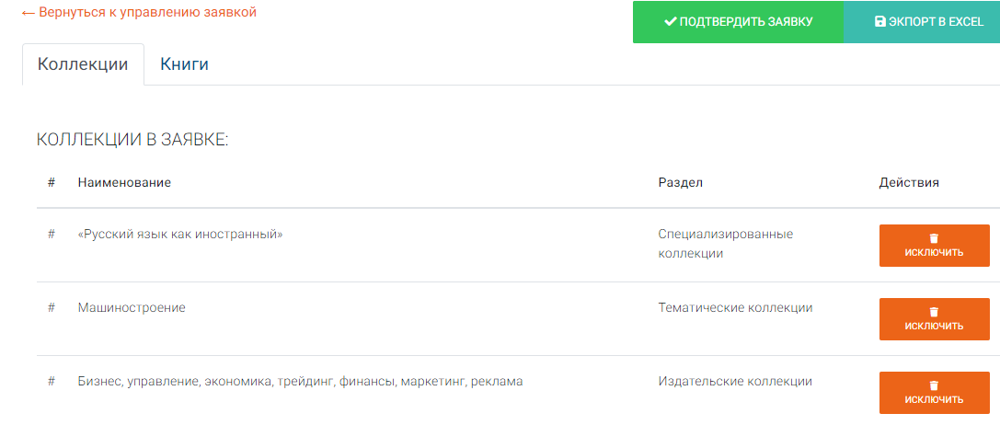 ← Вернуться к управлению заявкой
ПОДТВЕРДИТЬ ЗАЯВКУ
ЭКПОРТ В EXCEL
Коллекции
Книги
КОЛЛЕКЦИИ В ЗАЯВКЕ:
# Наименование Раздел Действия
# «Русский язык как иностранный» Специализированные
коллекции
ИСКЛЮЧИТЬ
# Машиностроение Тематические коллекции
ИСКЛЮЧИТЬ
# Бизнес, управление, экономика, трейдинг, финансы, маркетинг, реклама Издательские коллекции
ИСКЛЮЧИТЬ